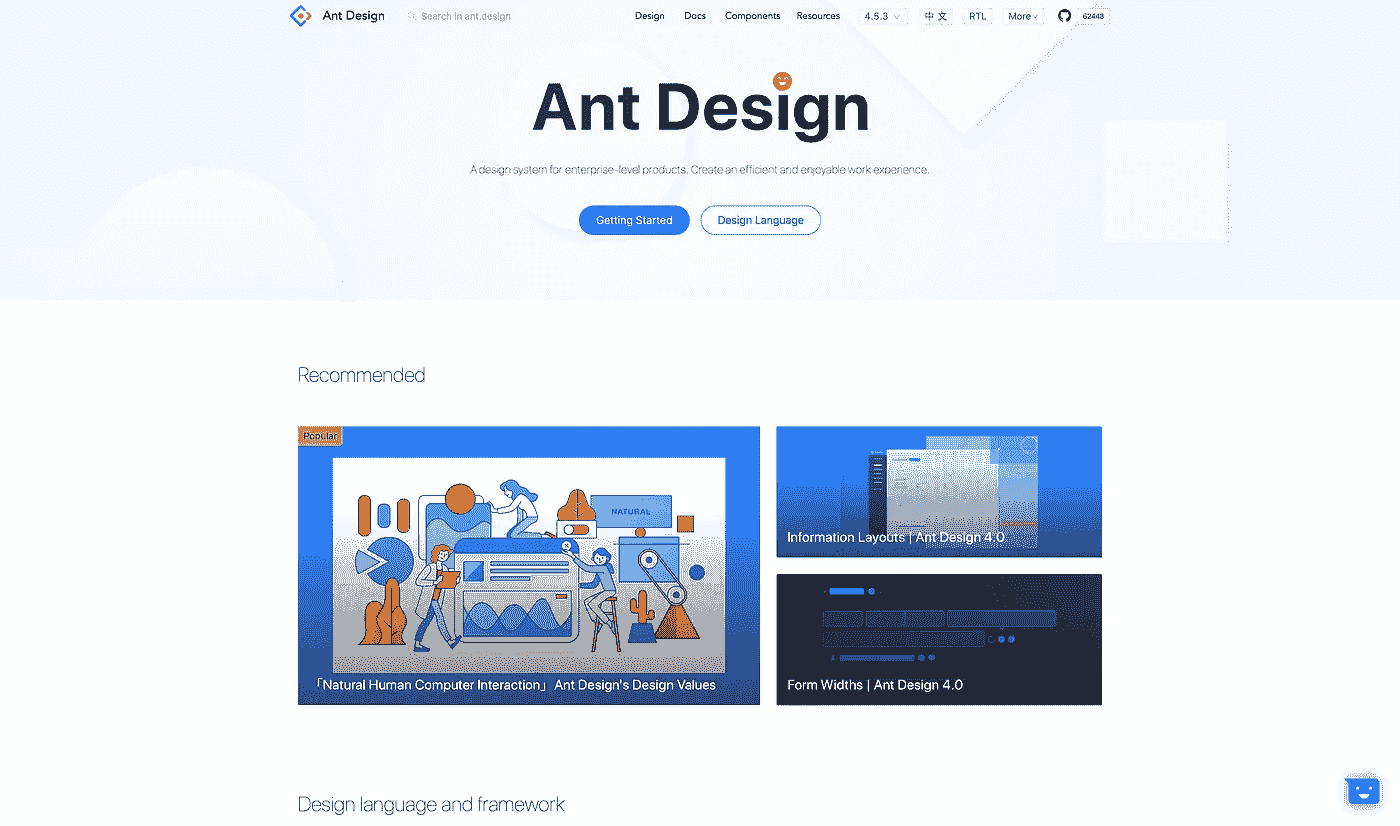 Ant Design
Search in ant.design
Design
Docs
Components
Resources
4.5.3
中 文
RTL
More
62448
Ant Design
A design system for enterprise-level products. Create an efficient and enjoyable work experience.
Getting Started
Design Language
Recommended
Popular
NATURAL
「Natural Human Computer Interaction」 Ant Design's Design Values
Information Layouts | Ant Design 4.0
Form Widths | Ant Design 4.0
Design language and framework